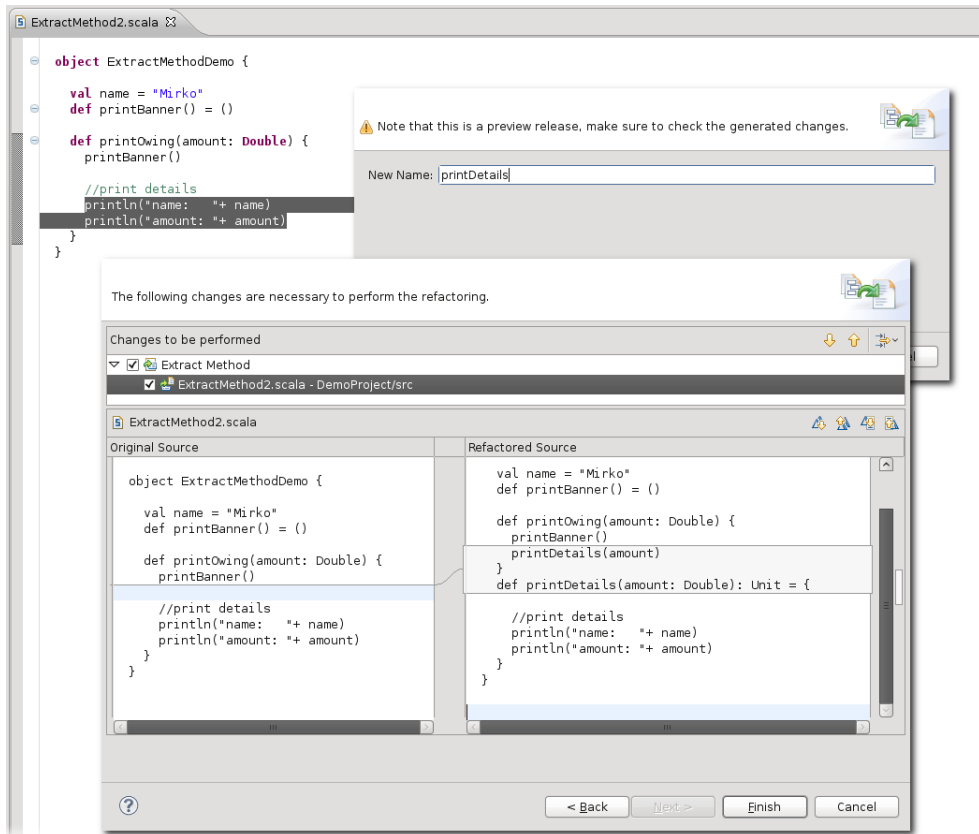 ExtractMethod2.scala
object ExtractMethodDemo {
val name = "Mirko"
def printBanner() = ()
def printOwing(amount: Double) {
printBanner()
//print details
println("name:   "+ name)
println("amount: "+ amount)
}
}
Note that this is a preview release, make sure to check the generated changes.
New Name: printDetails
The following changes are necessary to perform the refactoring.
Changes to be performed
Extract Method
ExtractMethod2.scala - DemoProject/src
ExtractMethod2.scala
Original Source
object ExtractMethodDemo {
val name = "Mirko"
def printBanner() = ()
def printOwing(amount: Double) {
printBanner()
//print details
println("name:   "+ name)
println("amount: "+ amount)
}
}
Refactored Source
val name = "Mirko"
def printBanner() = ()
def printOwing(amount: Double) {
printBanner()
printDetails(amount)
}
def printDetails(amount: Double): Unit = {
//print details
println("name:   "+ name)
println("amount: "+ amount)
}
}
< Back
Next >
Finish
Cancel